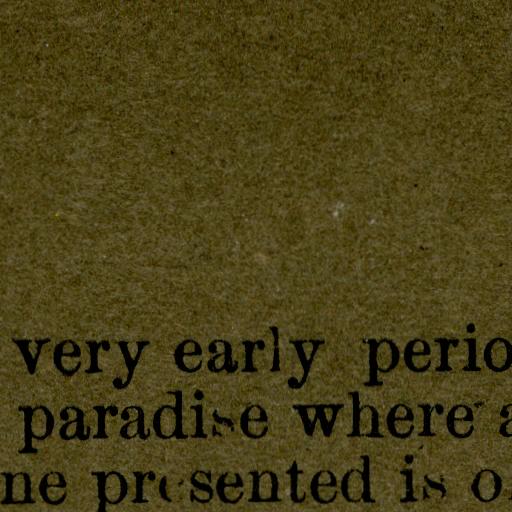 very early perio
paradise where a
ne presented is o